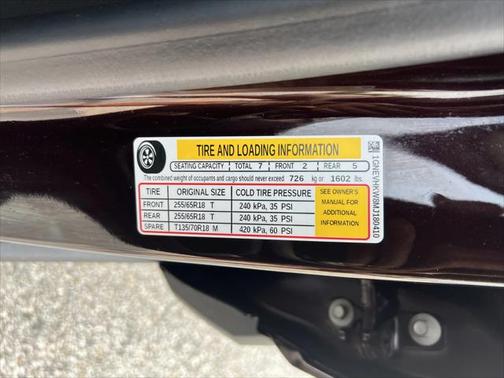 TIRE AND LOADING INFORMATION
SEATING CAPACITY TOTAL 7 FRONT 2 REAR 5
The combined weight of occupants and cargo should never exceed 726 kg or 1602 lbs.
TIRE ORIGINAL SIZE COLD TIRE PRESSURE
FRONT 255/65R18 T 240 kPa, 35 PSI
REAR 255/65R18 T 240 kPa, 35 PSI
SPARE T135/70R18 M 420 kPa, 60 PSI
SEE OWNER'S
MANUAL FOR
ADDITIONAL
INFORMATION
1GNEVHKW8MJ180410